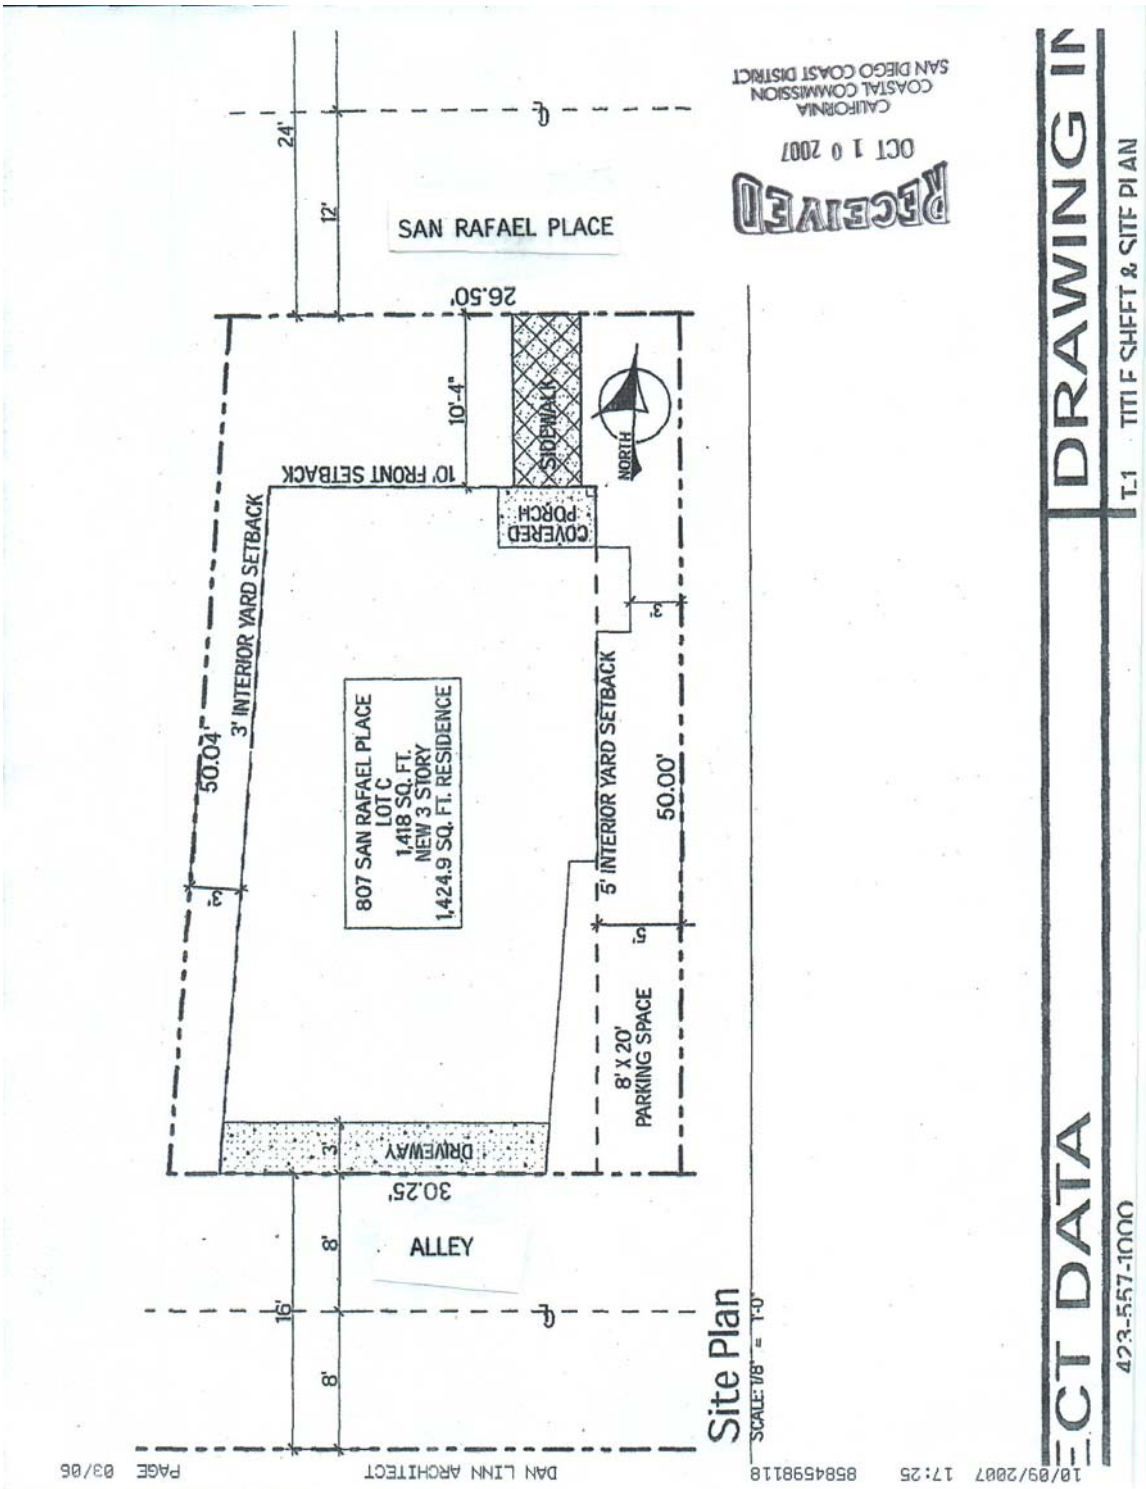 24'
12'
SAN RAFAEL PLACE
CALIFORNIA
COASTAL COMMISSION
SAN DIEGO COAST DISTRICT
OCT 10 2007
RECEIVED
26.50'
10'-4"
SIDEWALK
10' FRONT SETBACK
COVERED
PORCH
NORTH
3' INTERIOR YARD SETBACK
3'
50.04'
807 SAN RAFAEL PLACE
LOT C
1,418 SQ. FT.
NEW 3 STORY
1,424.9 SQ. FT. RESIDENCE
5' INTERIOR YARD SETBACK
50.00'
3'
5'
8' X 20'
PARKING SPACE
3'
DRIVEWAY
30.25'
ALLEY
8'
16'
8'
Site Plan
SCALE: 1/8" = 1'-0"
DRAWING IN
T-1 TITLE SHEET & SITE PLAN
ECT DATA
423-557-1000
10/09/2007 17:25 8584598118 DAN LINN ARCHITECT PAGE 03/06